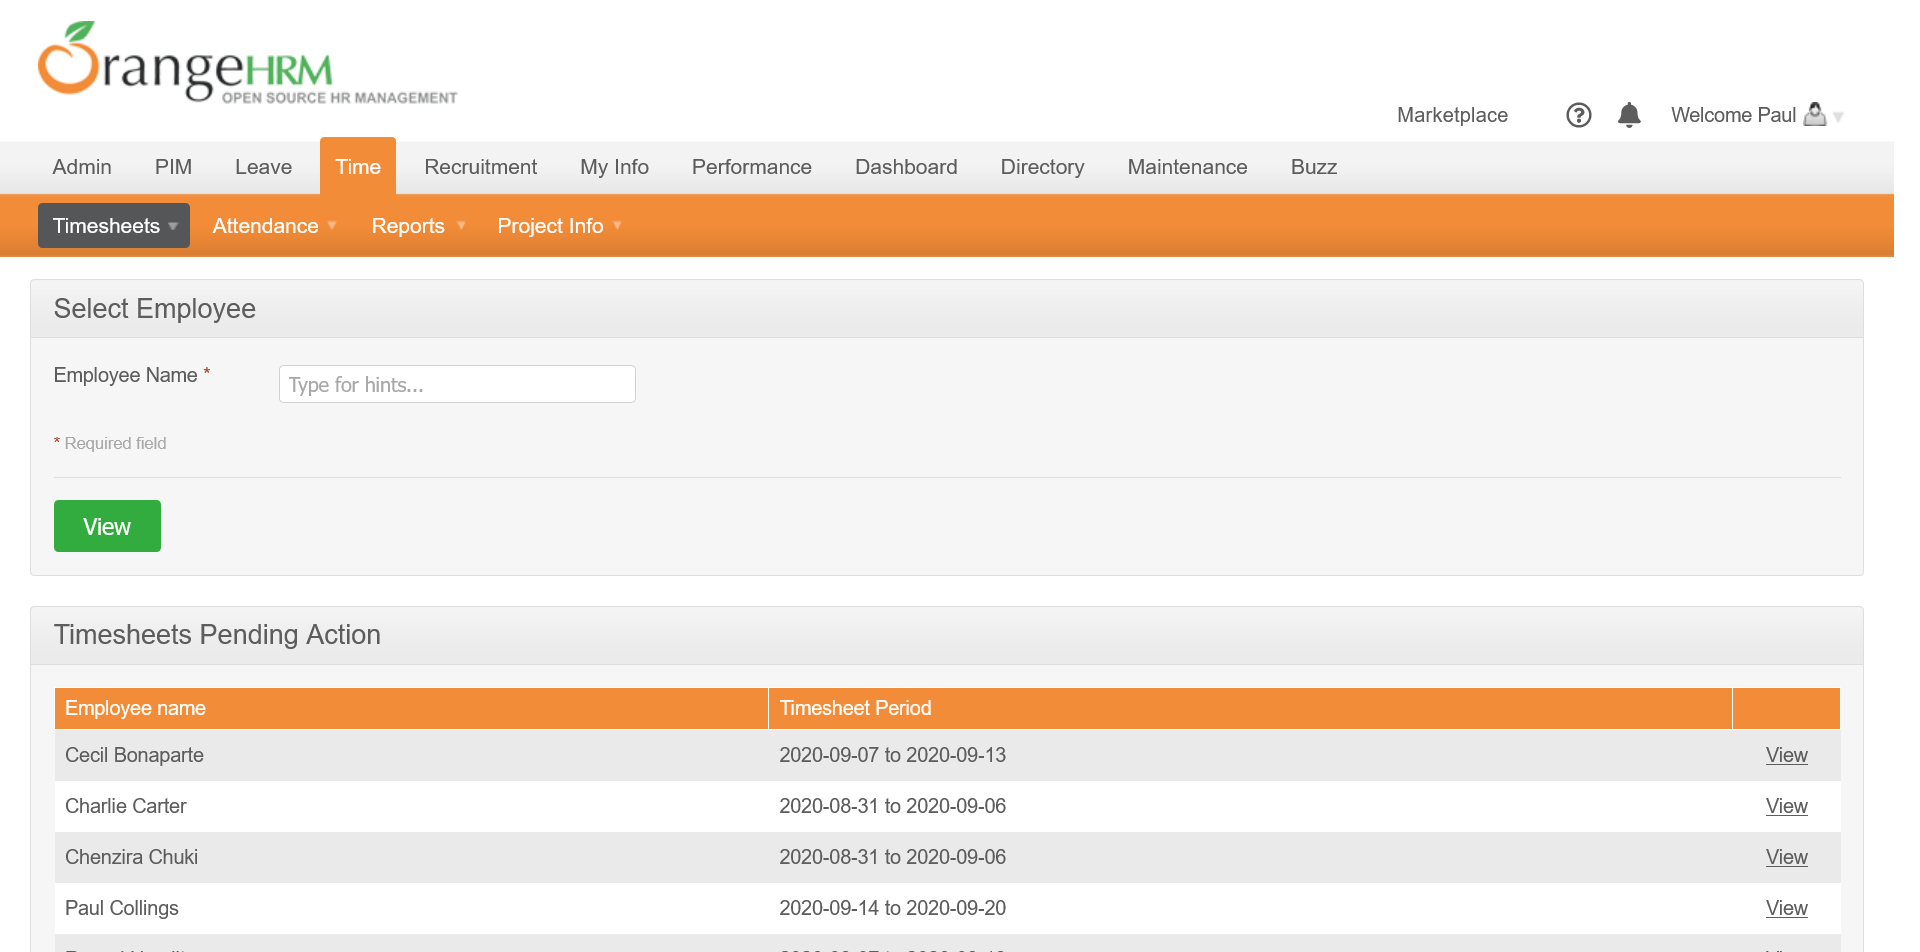 OrangeHRM
OPEN SOURCE HR MANAGEMENT
Marketplace Welcome Paul
Admin PIM Leave Time Recruitment My Info Performance Dashboard Directory Maintenance Buzz
Timesheets Attendance Reports Project Info
Select Employee
Employee Name *
Type for hints...
* Required field
View
Timesheets Pending Action
Employee name Timesheet Period
Cecil Bonaparte 2020-09-07 to 2020-09-13 View
Charlie Carter 2020-08-31 to 2020-09-06 View
Chenzira Chuki 2020-08-31 to 2020-09-06 View
Paul Collings 2020-09-14 to 2020-09-20 View